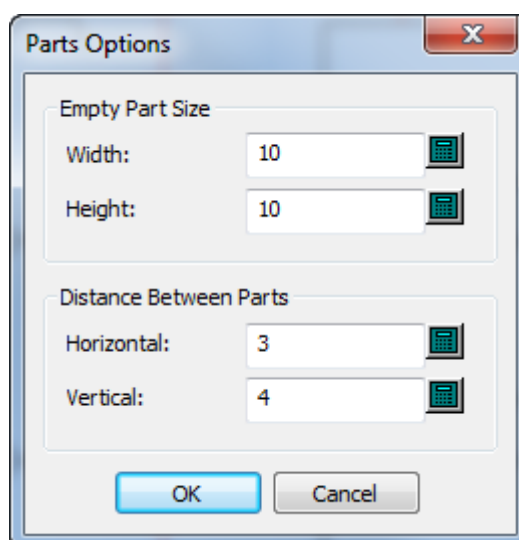 Parts Options
Empty Part Size
Width: 10
Height: 10
Distance Between Parts
Horizontal: 3
Vertical: 4
OK Cancel